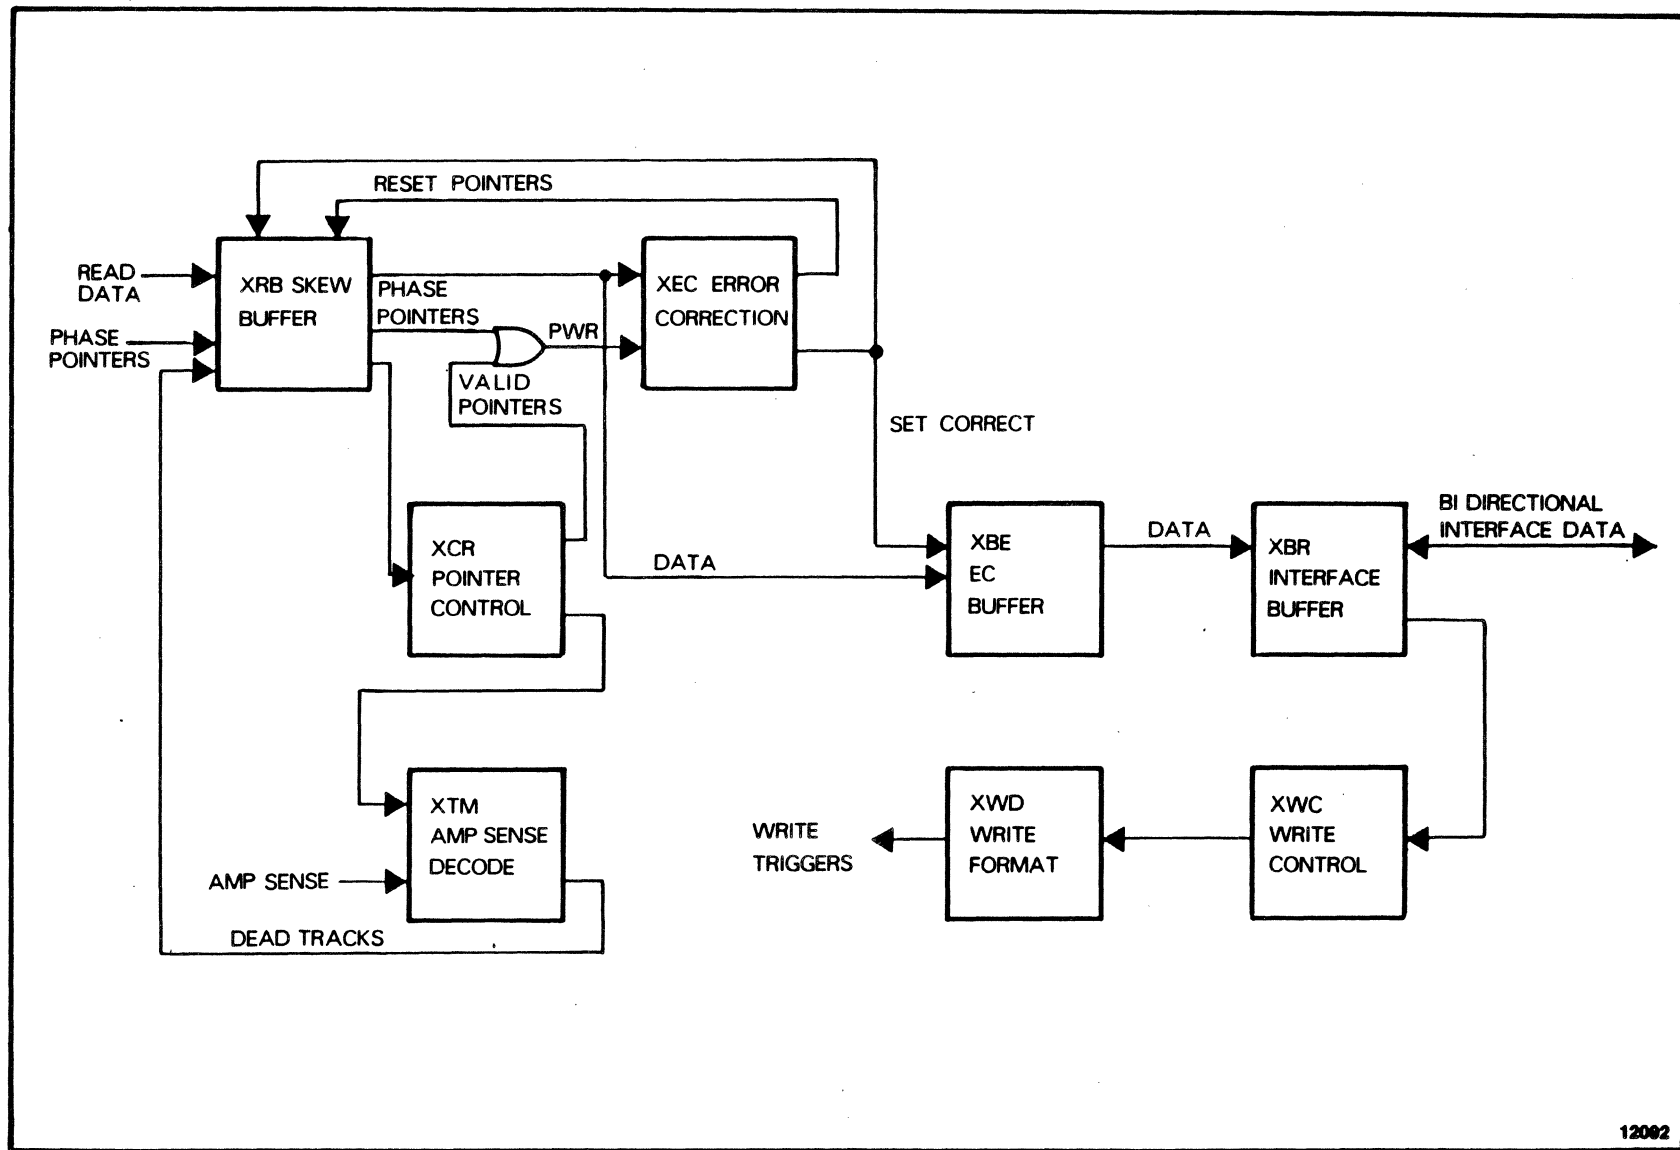 RESET POINTERS
READ
DATA
XRB SKEW
BUFFER
PHASE
POINTERS
XEC ERROR
CORRECTION
PHASE
POINTERS
PWR
VALID
POINTERS
SET CORRECT
XCR
POINTER
CONTROL
DATA
XBE
EC
BUFFER
DATA
XBR
INTERFACE
BUFFER
BI DIRECTIONAL
INTERFACE DATA
XTM
AMP SENSE
DECODE
AMP SENSE
DEAD TRACKS
WRITE
TRIGGERS
XWD
WRITE
FORMAT
XWC
WRITE
CONTROL
12092